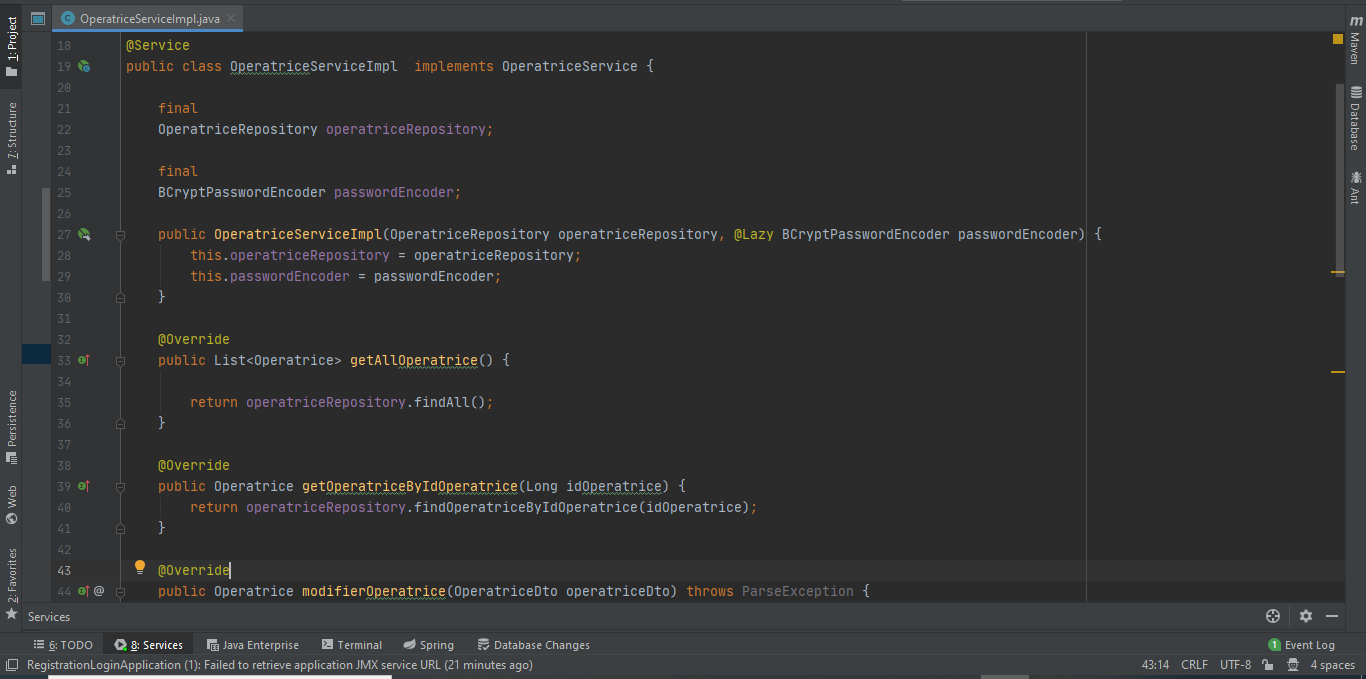 1: Project
OperatriceServiceImpl.java
7: Structure
Persistence
Web
2: Favorites
18 @Service
19 public class OperatriceServiceImpl  implements OperatriceService {
20
21 final
22 OperatriceRepository operatriceRepository;
23
24 final
25 BCryptPasswordEncoder passwordEncoder;
26
27 public OperatriceServiceImpl(OperatriceRepository operatriceRepository, @Lazy BCryptPasswordEncoder passwordEncoder) {
28 this.operatriceRepository = operatriceRepository;
29 this.passwordEncoder = passwordEncoder;
30 }
31
32 @Override
33 public List<Operatrice> getAllOperatrice() {
34
35 return operatriceRepository.findAll();
36 }
37
38 @Override
39 public Operatrice getOperatriceByIdOperatrice(Long idOperatrice) {
40 return operatriceRepository.findOperatriceByIdOperatrice(idOperatrice);
41 }
42
43 @Override
44 @ public Operatrice modifierOperatrice(OperatriceDto operatriceDto) throws ParseException {
m Maven
Database
Ant
Services
6: TODO 8: Services Java Enterprise Terminal Spring Database Changes 1 Event Log
RegistrationLoginApplication (1): Failed to retrieve application JMX service URL (21 minutes ago) 43:14 CRLF UTF-8 4 spaces